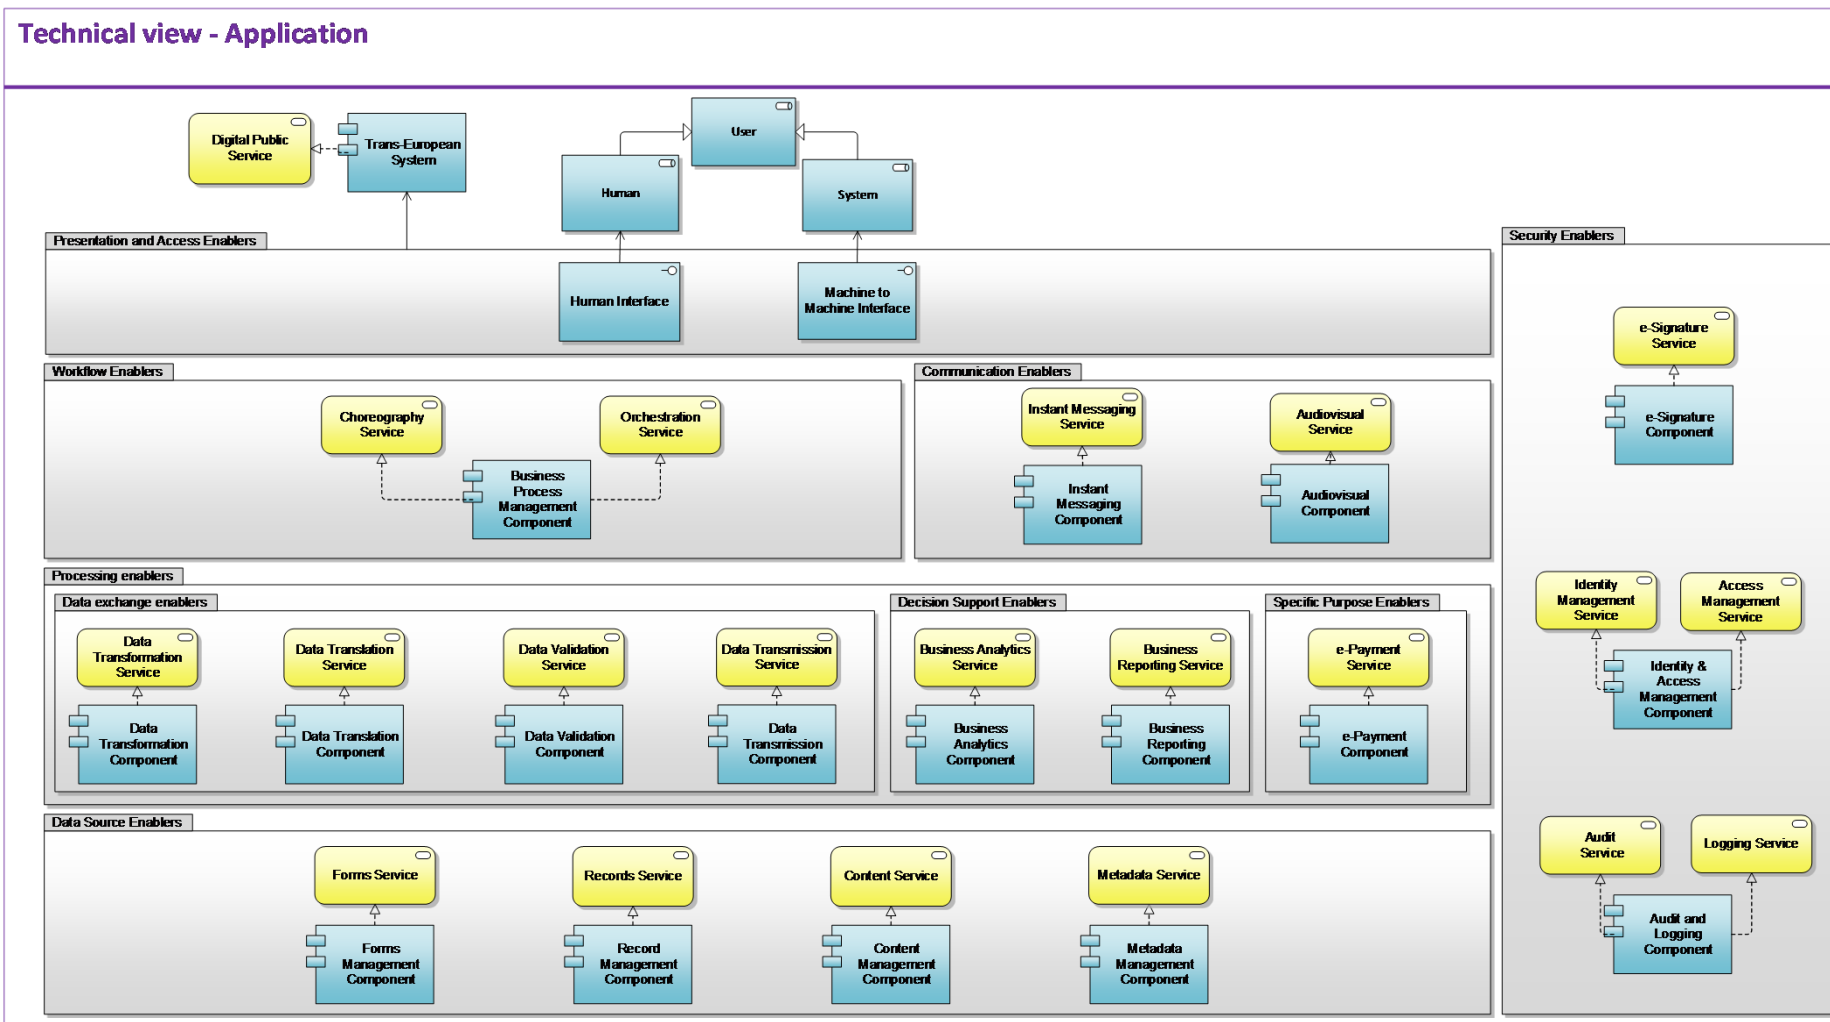 Technical view - Application
Digital Public
Service
Trans-European
System
User
Human
System
Presentation and Access Enablers
Human Interface
Machine to
Machine Interface
Workflow Enablers
Choreography
Service
Orchestration
Service
Business
Process
Management
Component
Communication Enablers
Instant Messaging
Service
Audiovisual
Service
Instant
Messaging
Component
Audiovisual
Component
Processing enablers
Data exchange enablers
Data
Transformation
Service
Data Translation
Service
Data Validation
Service
Data Transmission
Service
Data
Transformation
Component
Data Translation
Component
Data Validation
Component
Data
Transmission
Component
Decision Support Enablers
Business Analytics
Service
Business
Reporting Service
Business
Analytics
Component
Business
Reporting
Component
Specific Purpose Enablers
e-Payment
Service
e-Payment
Component
Data Source Enablers
Forms Service
Records Service
Content Service
Metadata Service
Forms
Management
Component
Record
Management
Component
Content
Management
Component
Metadata
Management
Component
Security Enablers
e-Signature
Service
e-Signature
Component
Identity
Management
Service
Access
Management
Service
Identity &
Access
Management
Component
Audit
Service
Logging Service
Audit and
Logging
Component